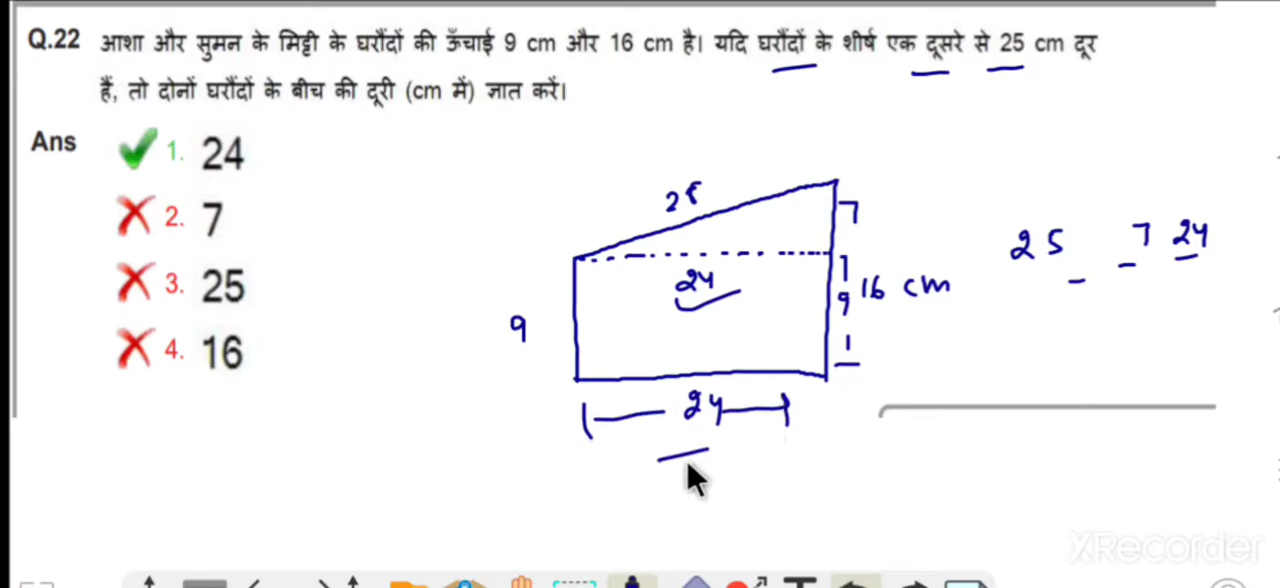 Q.22 आशा और सुमन के मिट्टी के घरौंदों की ऊँचाई 9 cm और 16 cm है। यदि घरौंदों के शीर्ष एक दूसरे से 25 cm दूर
हैं, तो दोनों घरौंदों के बीच की दूरी (cm में) ज्ञात करें।
Ans 1. 24
2. 7
3. 25
4. 16
25
7
25 7 24
24
9 16 cm
9
24
XRecorder